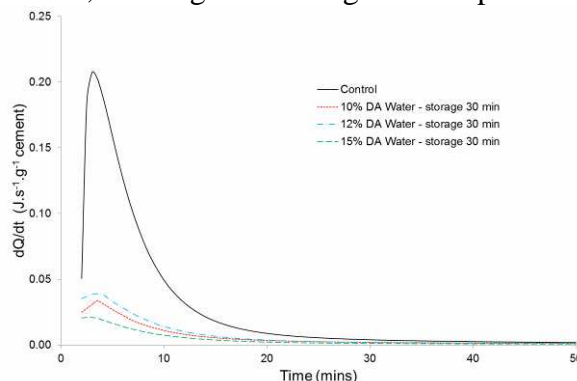 0.25
0.20
0.15
0.10
0.05
0.00
dQ/dt (J.s⁻¹.g⁻¹ cement)
Control
10% DA Water - storage 30 min
12% DA Water - storage 30 min
15% DA Water - storage 30 min
0 10 20 30 40 50
Time (mins)